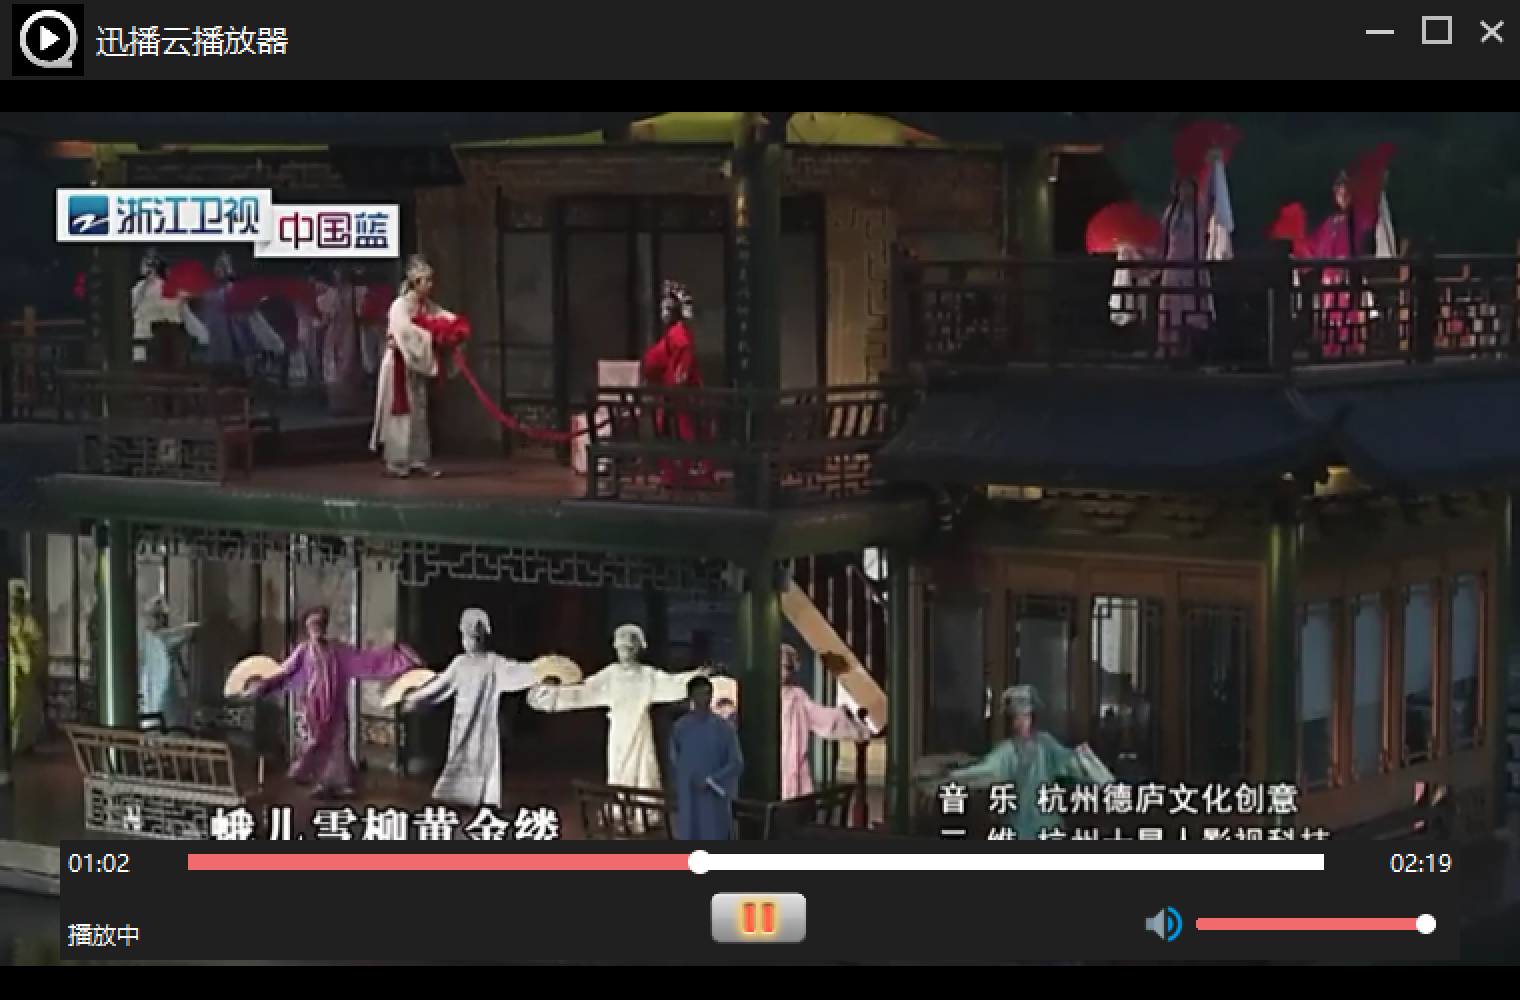 迅播云播放器
浙江卫视
中国蓝
音 乐 杭州德庐文化创意
蛾儿雪柳黄金缕
01:02
02:19
播放中